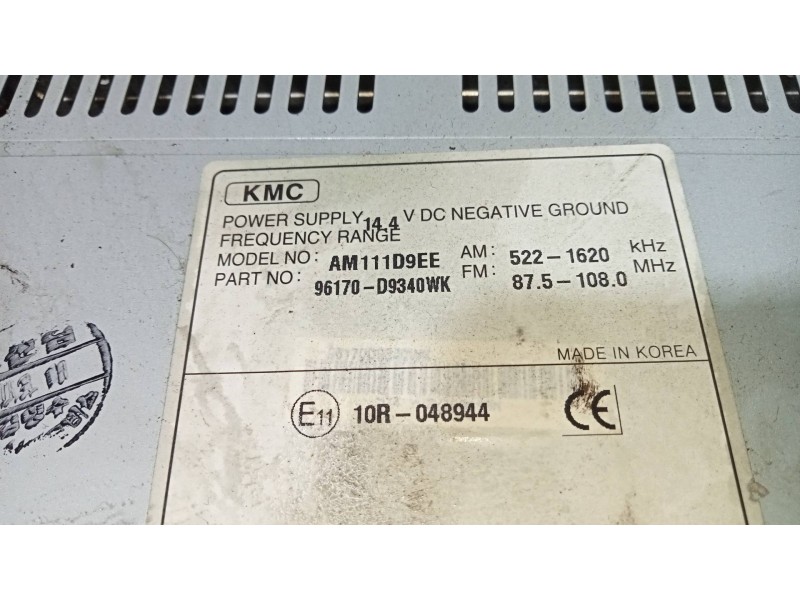 KMC
POWER SUPPLY 14.4 V DC NEGATIVE GROUND
FREQUENCY RANGE
MODEL NO: AM111D9EE AM: 522-1620 kHz
PART NO: 96170-D9340WK FM: 87.5-108.0 MHz
MADE IN KOREA
E11 10R-048944 CE